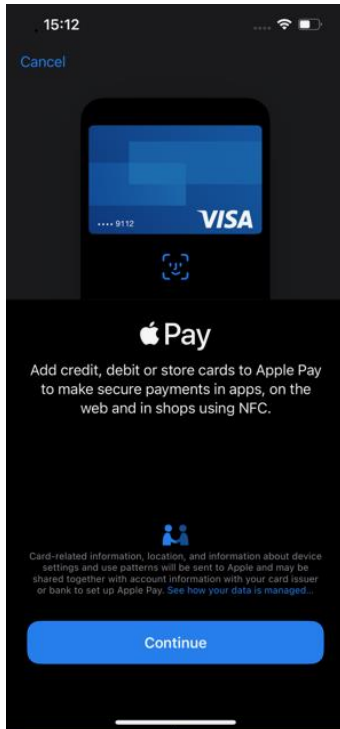 15:12
Cancel
•••• 9112 VISA
Pay
Add credit, debit or store cards to Apple Pay
to make secure payments in apps, on the
web and in shops using NFC.
Card-related information, location, and information about device
settings and use patterns will be sent to Apple and may be
shared together with account information with your card issuer
or bank to set up Apple Pay. See how your data is managed...
Continue